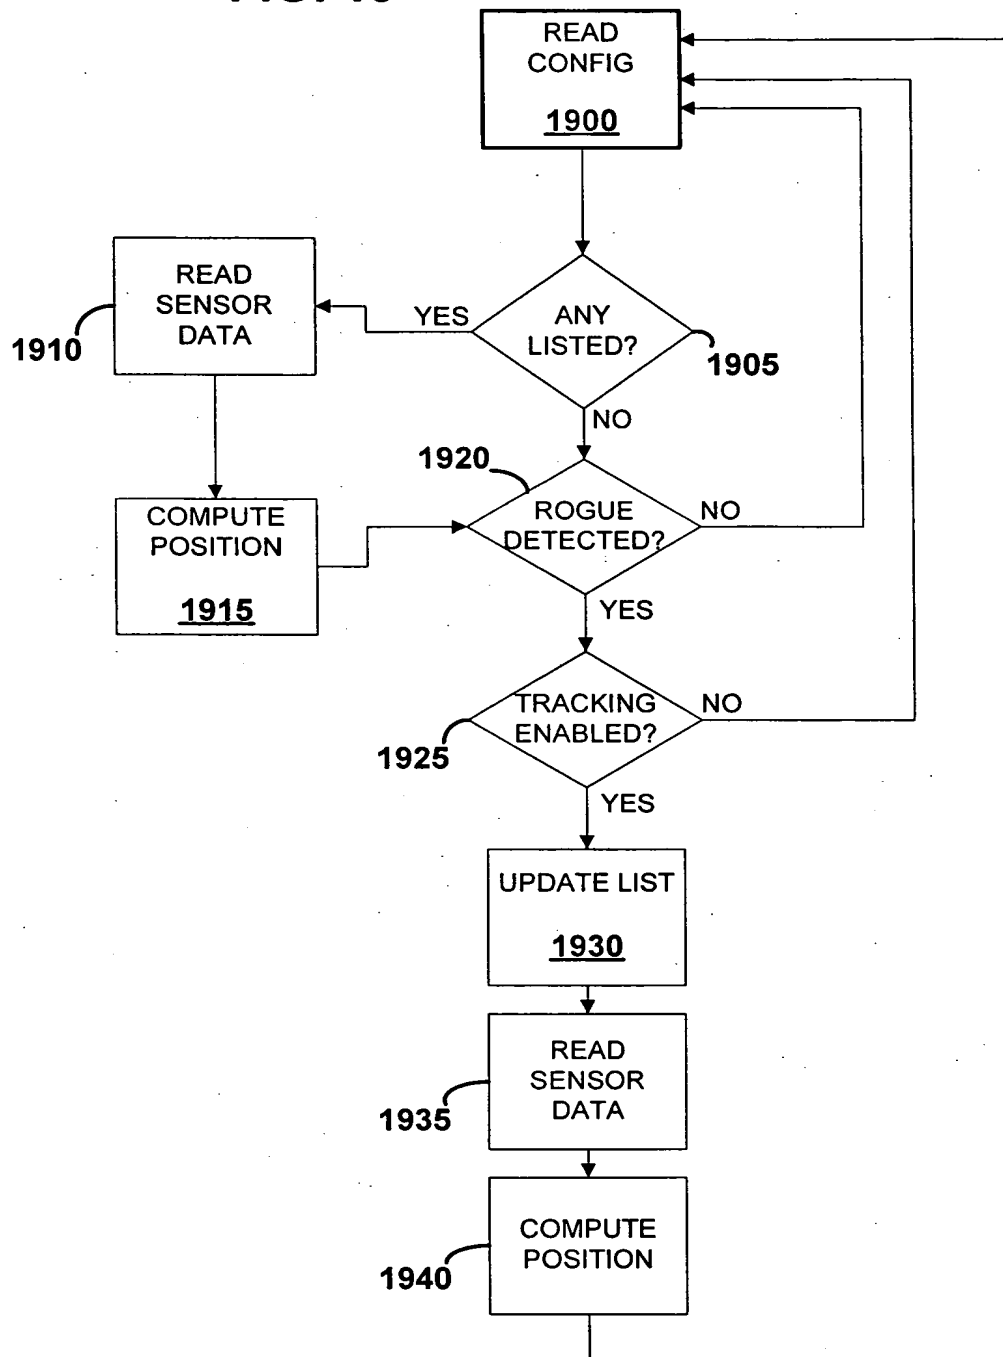 READ
CONFIG
1900
READ
SENSOR
DATA
1910
YES
ANY
LISTED?
1905
NO
1920
COMPUTE
POSITION
1915
ROGUE
DETECTED?
NO
YES
TRACKING
ENABLED?
NO
1925
YES
UPDATE LIST
1930
READ
SENSOR
DATA
1935
COMPUTE
POSITION
1940